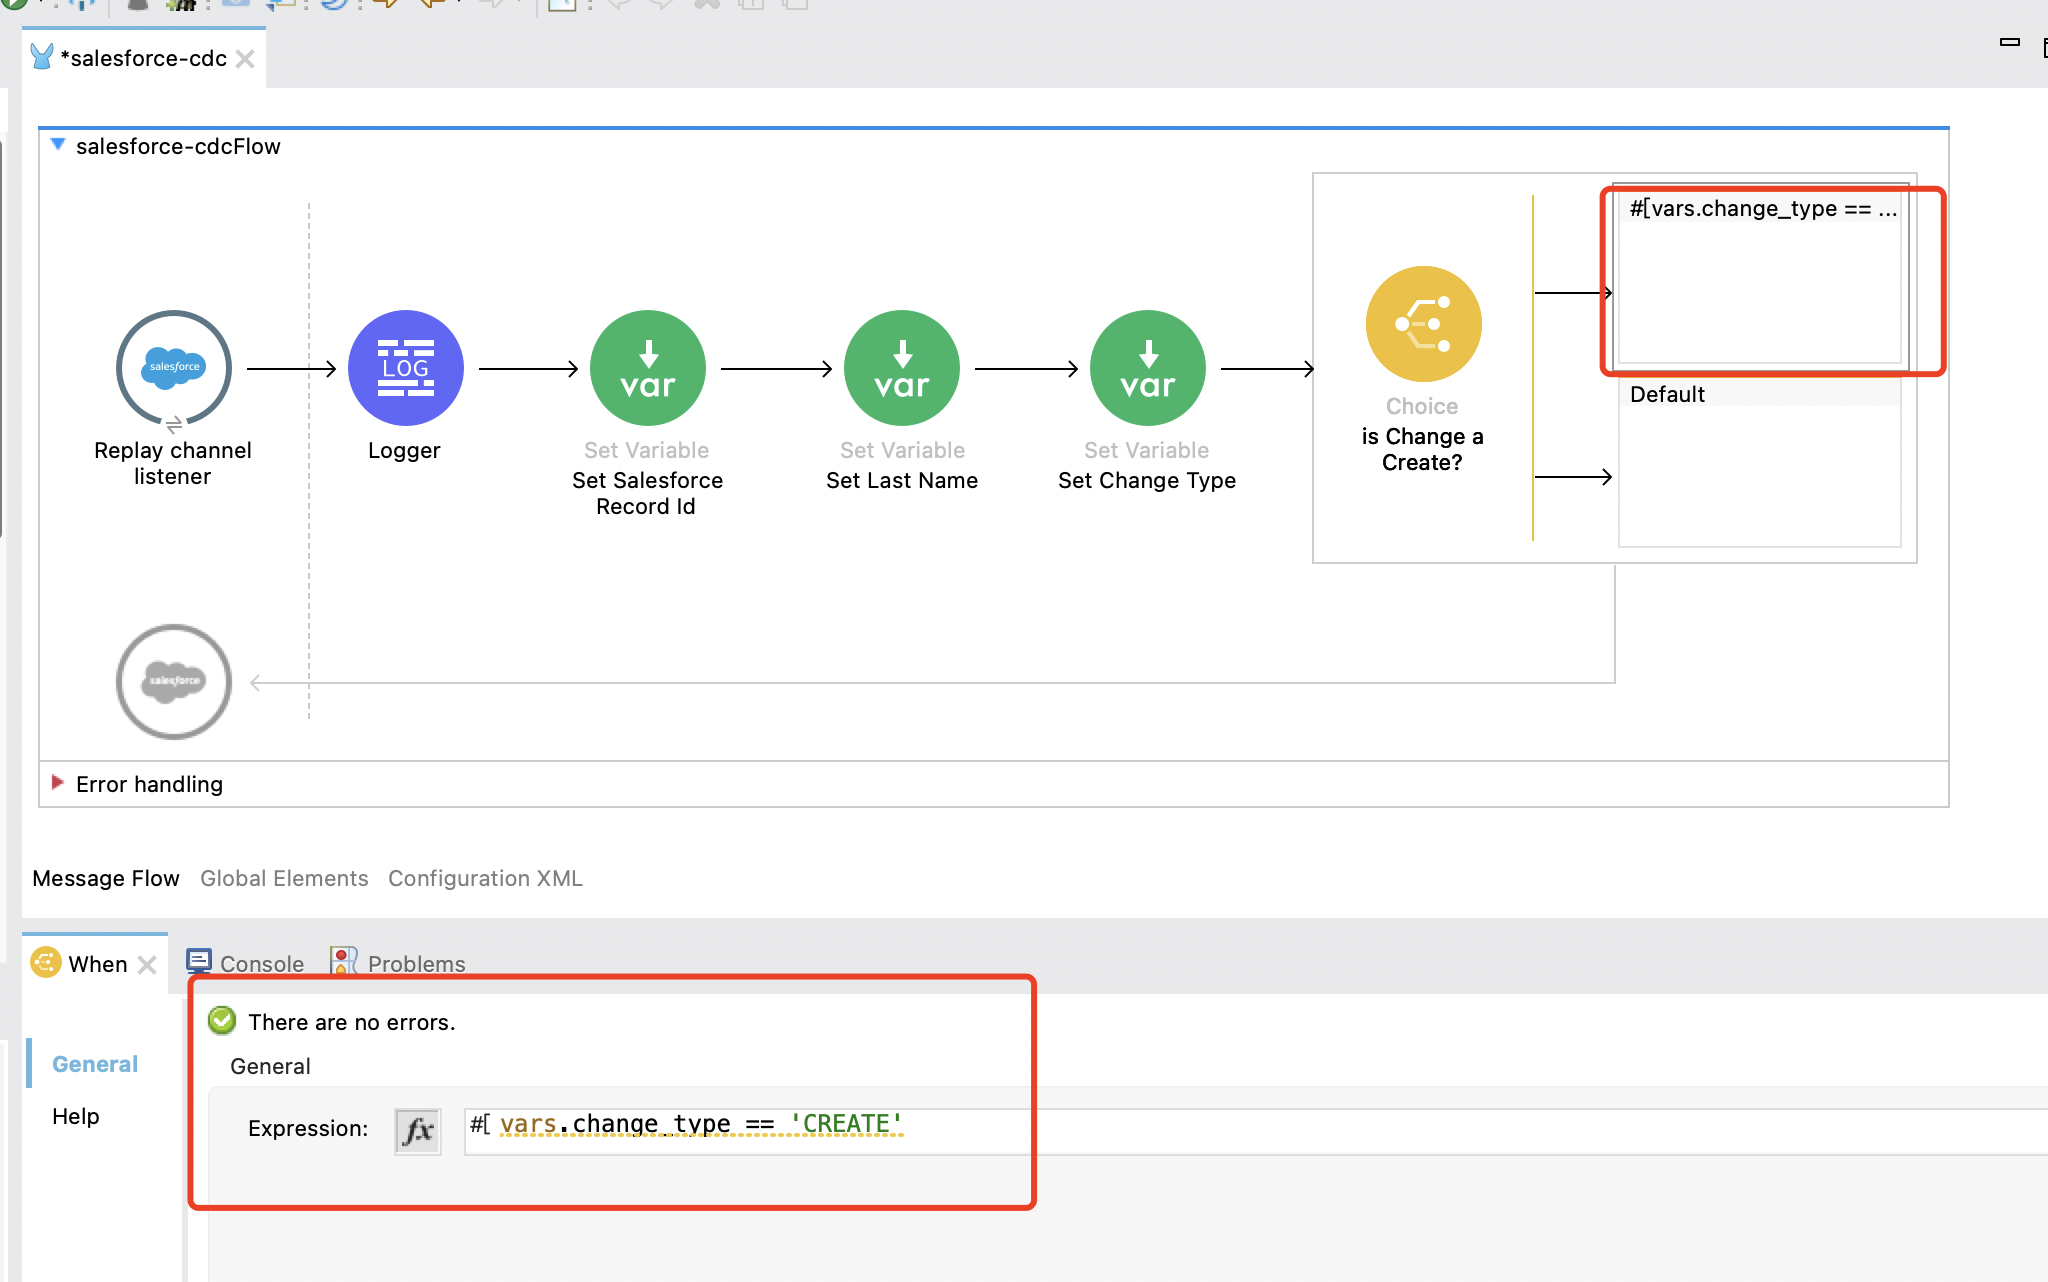 *salesforce-cdc
salesforce-cdcFlow
#[vars.change_type == ...
salesforce
LOG
var
var
var
Replay channel
listener
Logger
Set Variable
Set Salesforce
Record Id
Set Variable
Set Last Name
Set Variable
Set Change Type
Choice
is Change a
Create?
Default
salesforce
Error handling
Message Flow Global Elements Configuration XML
When Console Problems
There are no errors.
General
General
Help
Expression: fx #[ vars.change_type == 'CREATE'